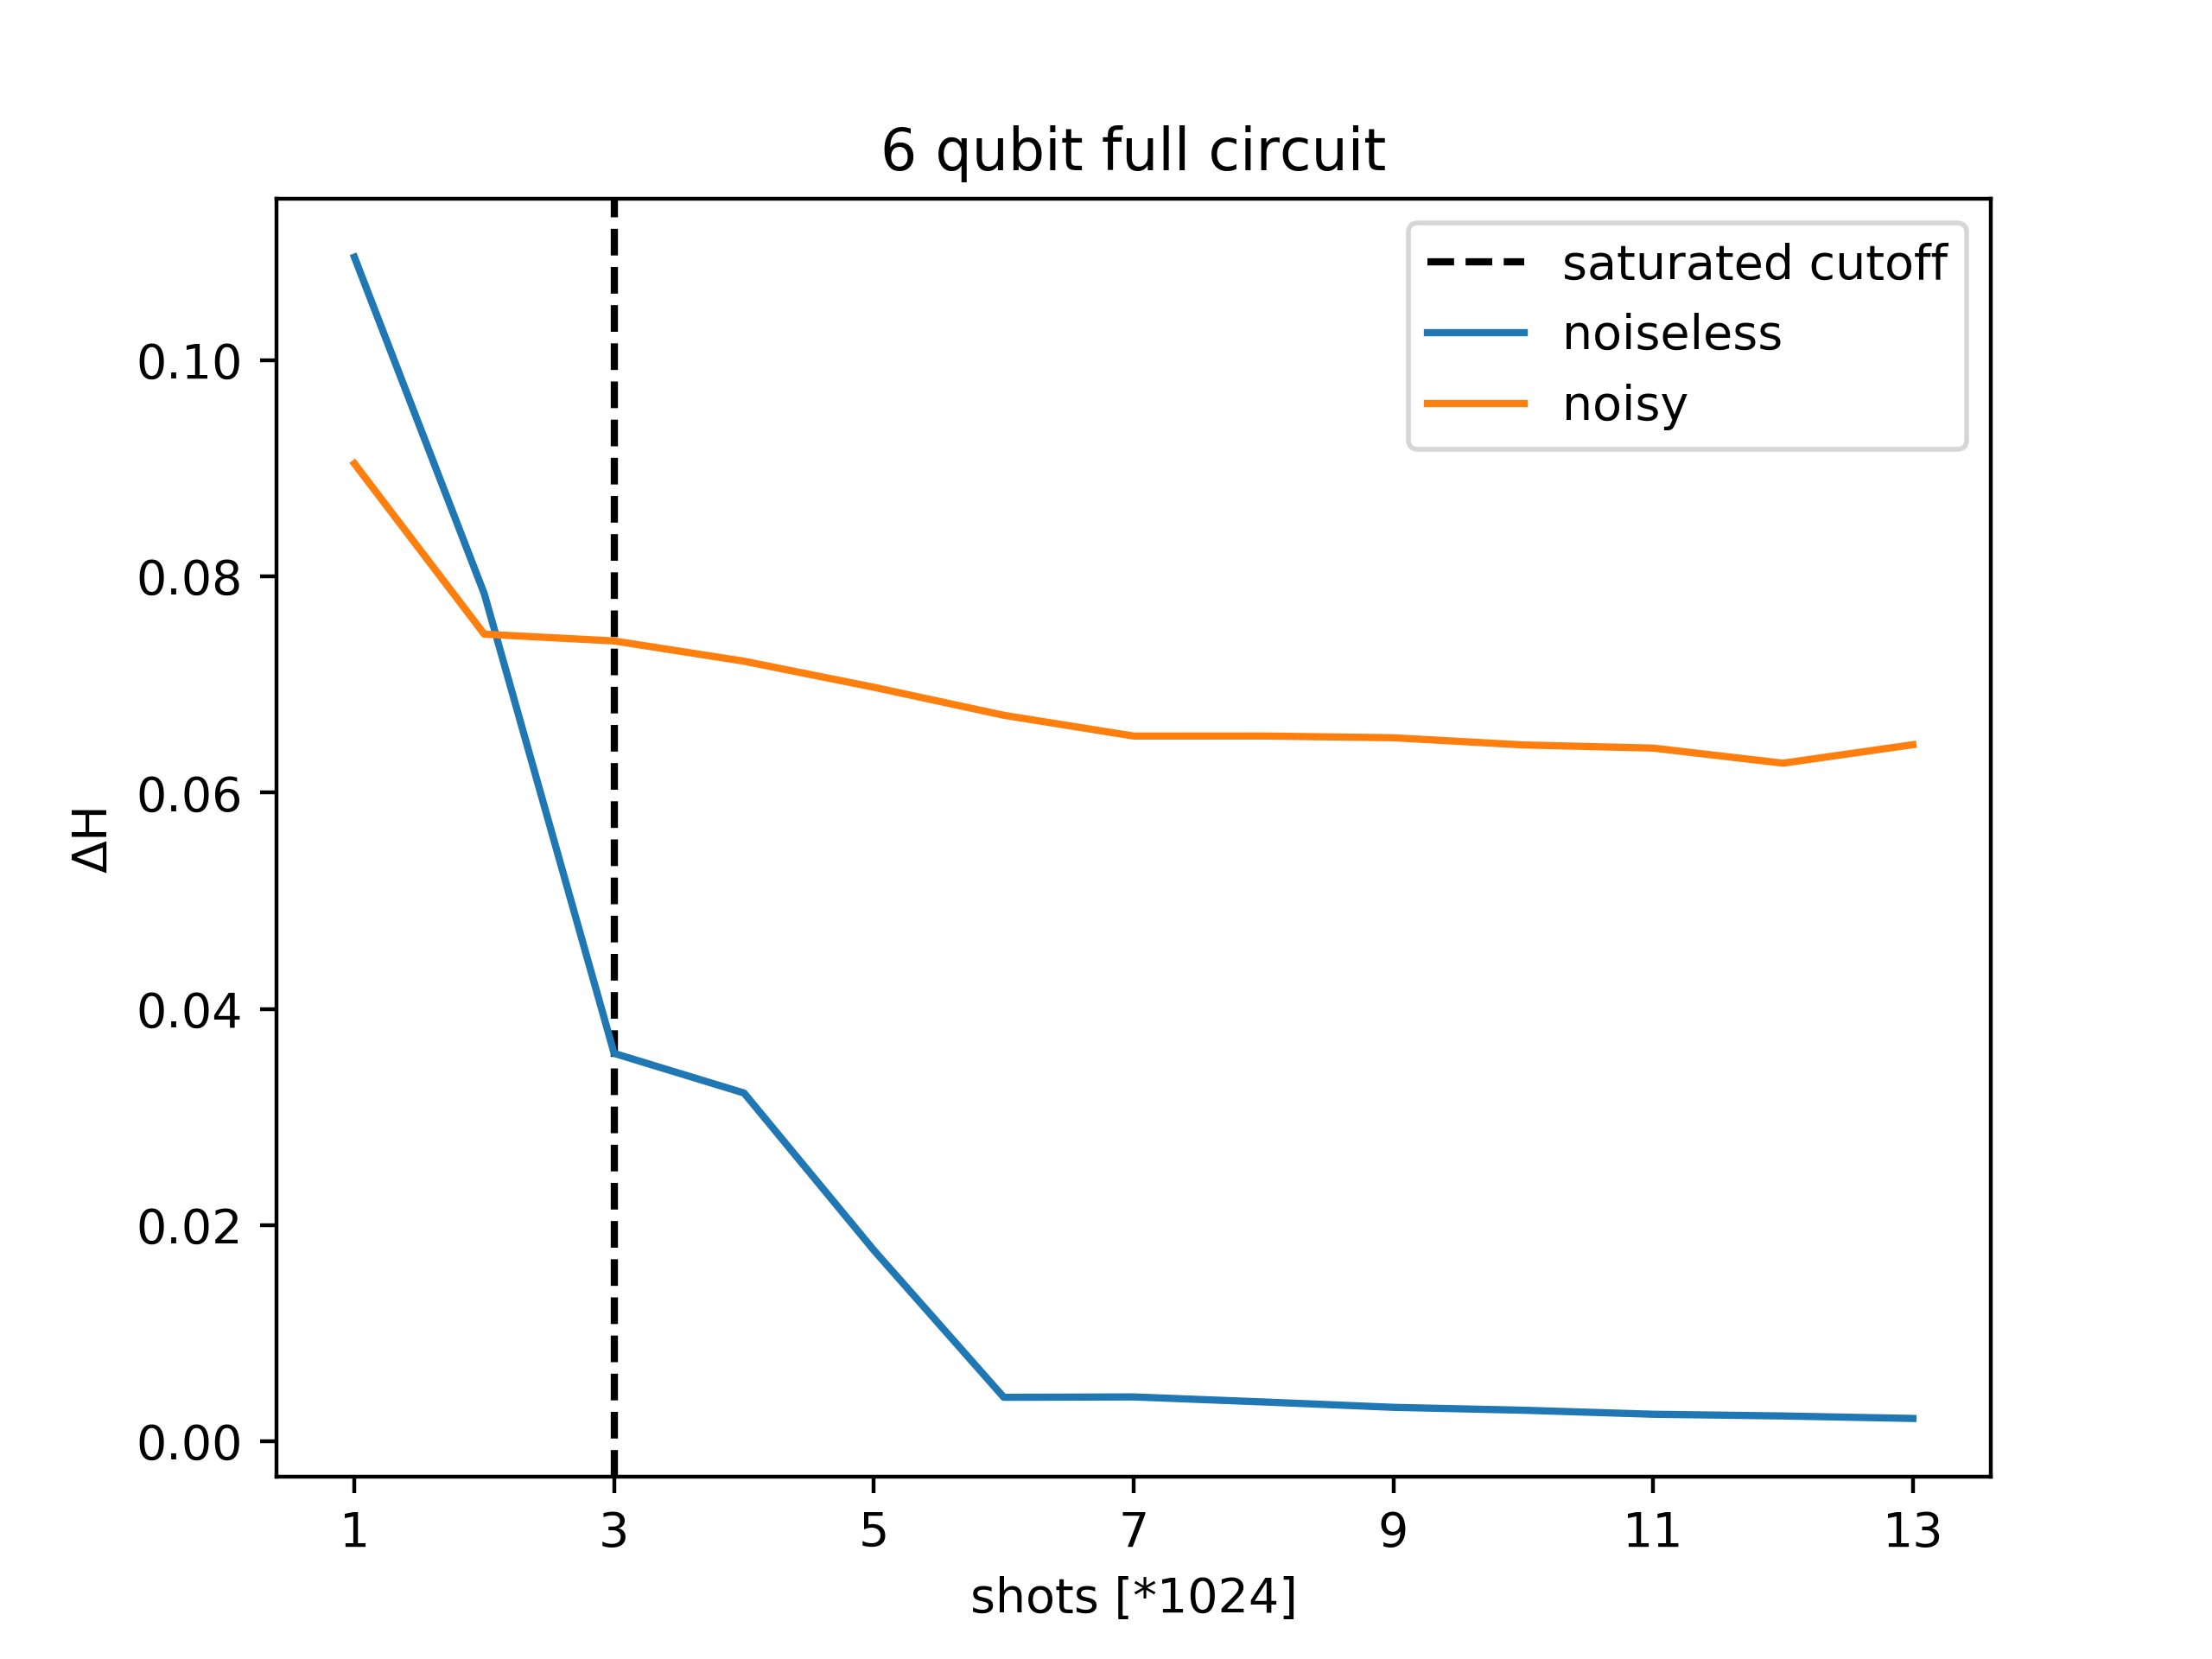 6 qubit full circuit
saturated cutoff
noiseless
noisy
0.10
0.08
0.06
0.04
0.02
0.00
ΔH
1 3 5 7 9 11 13
shots [*1024]